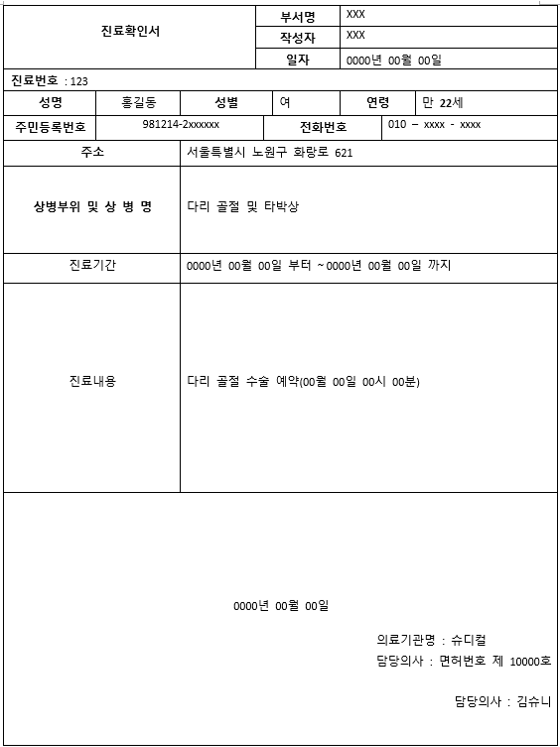 진료확인서
부서명 XXX
작성자 XXX
일자 0000년 00월 00일
진료번호 : 123
성명 홍길동 성별 여 연령 만 22세
주민등록번호 981214-2xxxxxx 전화번호 010 – xxxx - xxxx
주소 서울특별시 노원구 화랑로 621
상병부위 및 상 병 명 다리 골절 및 타박상
진료기간 0000년 00월 00일 부터 ~0000년 00월 00일 까지
진료내용 다리 골절 수술 예약(00월 00일 00시 00분)
0000년 00월 00일
의료기관명 : 슈디컬
담당의사 : 면허번호 제 10000호
담당의사 : 김슈니